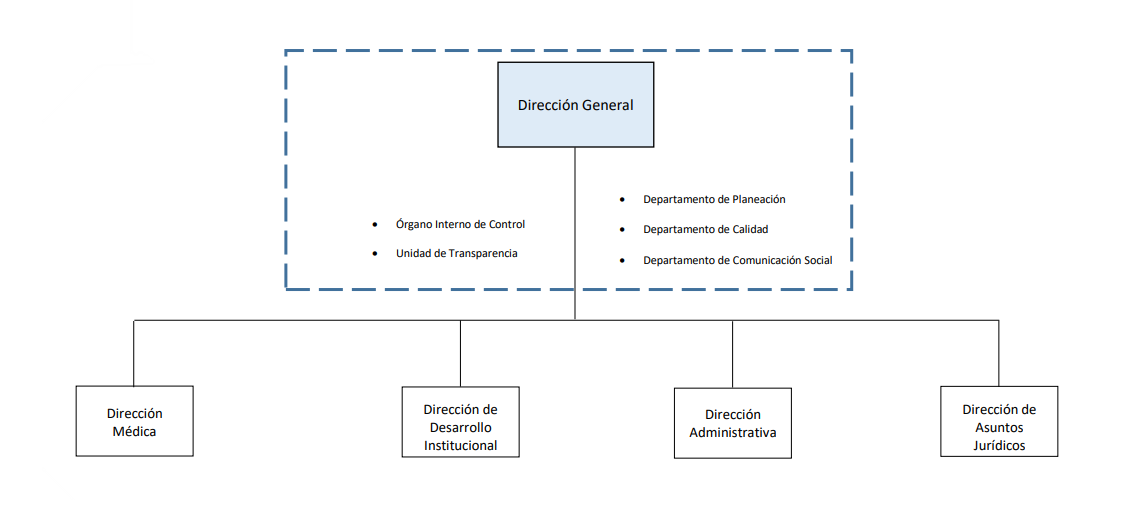 Dirección General
• Órgano Interno de Control
• Unidad de Transparencia
• Departamento de Planeación
• Departamento de Calidad
• Departamento de Comunicación Social
Dirección
Médica
Dirección de
Desarrollo
Institucional
Dirección
Administrativa
Dirección de
Asuntos
Jurídicos